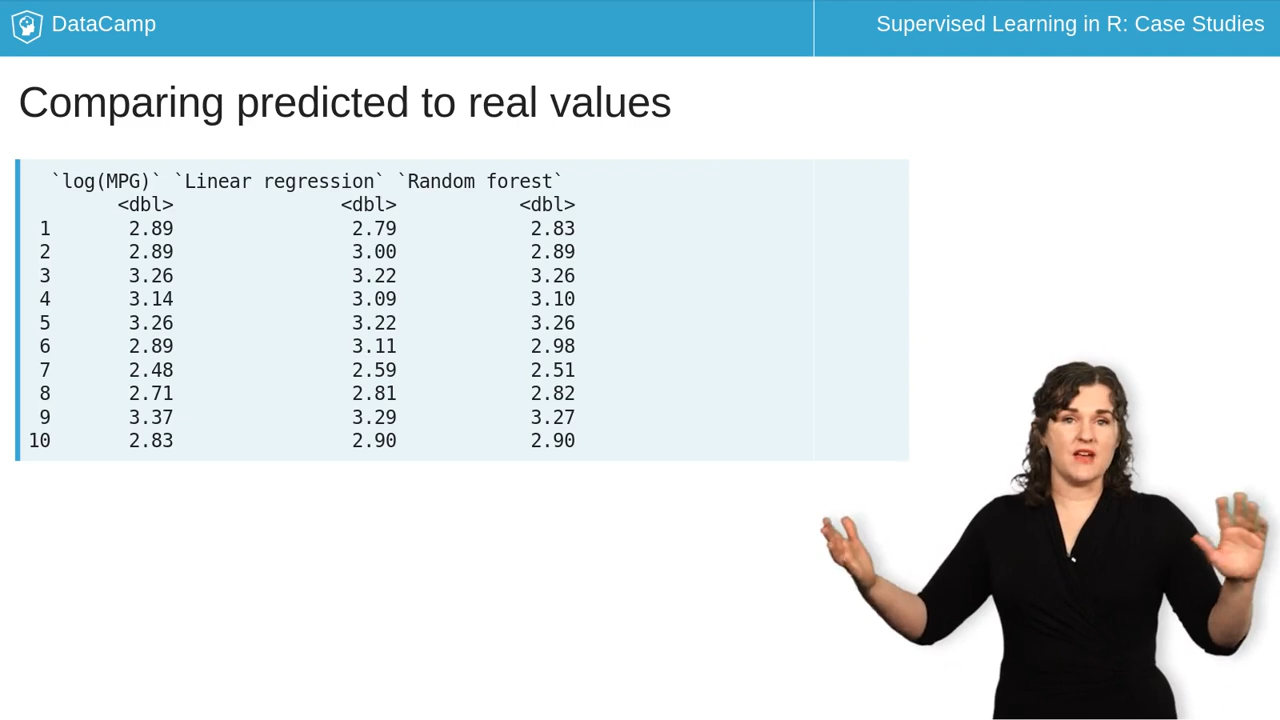 DataCamp
Supervised Learning in R: Case Studies
Comparing predicted to real values
`log(MPG)` `Linear regression` `Random forest`
<dbl> <dbl> <dbl>
1 2.89 2.79 2.83
2 2.89 3.00 2.89
3 3.26 3.22 3.26
4 3.14 3.09 3.10
5 3.26 3.22 3.26
6 2.89 3.11 2.98
7 2.48 2.59 2.51
8 2.71 2.81 2.82
9 3.37 3.29 3.27
10 2.83 2.90 2.90